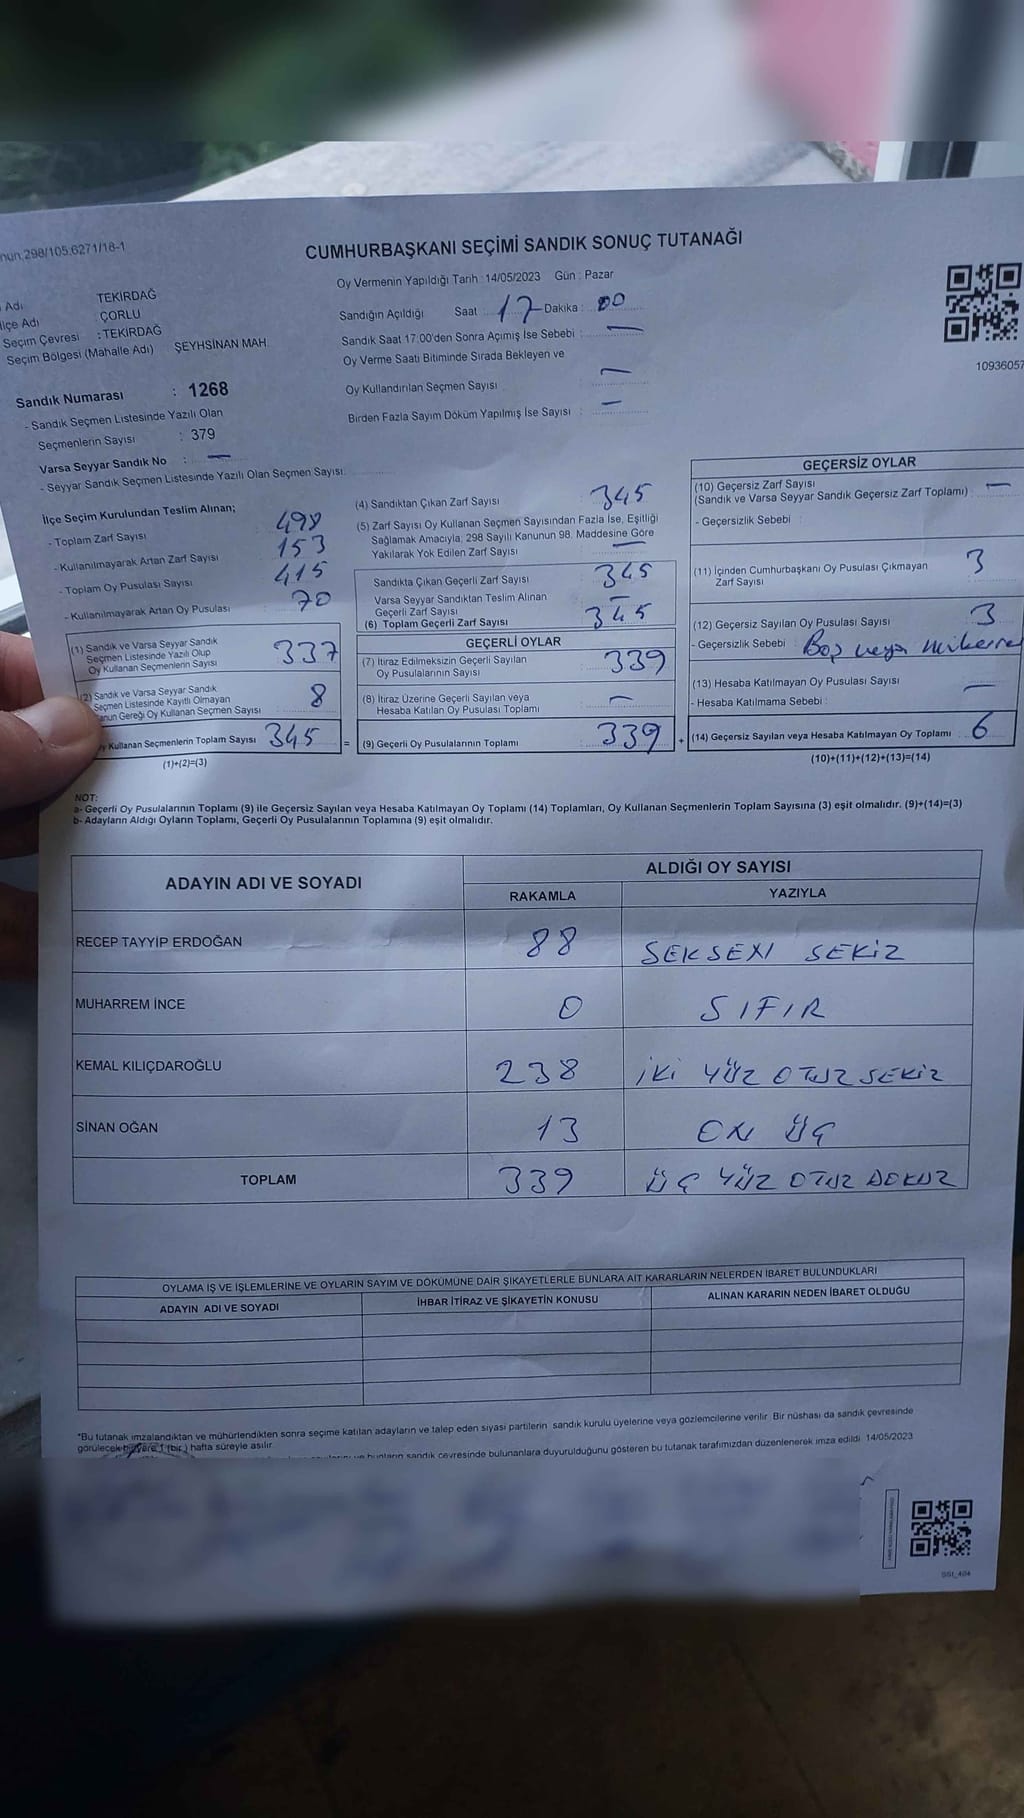 298/105.6271/18-1
CUMHURBAŞKANI SEÇİMİ SANDIK SONUÇ TUTANAĞI
Adı TEKİRDAĞ
İlçe Adı ÇORLU
Seçim Çevresi : TEKİRDAĞ
Seçim Bölgesi (Mahalle Adı) ŞEYHSİNAN MAH.
Sandık Numarası : 1268
- Sandık Seçmen Listesinde Yazılı Olan
Seçmenlerin Sayısı : 379
Varsa Seyyar Sandık No : —
- Seyyar Sandık Seçmen Listesinde Yazılı Olan Seçmen Sayısı:
Oy Vermenin Yapıldığı Tarih : 14/05/2023 Gün : Pazar
Sandığın Açıldığı Saat : 17 Dakika : 00
Sandık Saat 17:00'den Sonra Açımış İse Sebebi : —
Oy Verme Saati Bitiminde Sırada Bekleyen ve
Oy Kullandırılan Seçmen Sayısı —
Birden Fazla Sayım Döküm Yapılmış İse Sayısı : —
10936057
İlçe Seçim Kurulundan Teslim Alınan;
- Toplam Zarf Sayısı 498
- Kullanılmayarak Artan Zarf Sayısı 153
- Toplam Oy Pusulası Sayısı 415
- Kullanılmayarak Artan Oy Pusulası 70
(1) Sandık ve Varsa Seyyar Sandık
Seçmen Listesinde Yazılı Olup
Oy Kullanan Seçmenlerin Sayısı 337
(2) Sandık ve Varsa Seyyar Sandık
Seçmen Listesinde Kayıtlı Olmayan
Gereği Oy Kullanan Seçmen Sayısı 8
Kullanan Seçmenlerin Toplam Sayısı 345 =
(1)+(2)=(3)
(4) Sandıktan Çıkan Zarf Sayısı 345
(5) Zarf Sayısı Oy Kullanan Seçmen Sayısından Fazla İse, Eşitliği
Sağlamak Amacıyla, 298 Sayılı Kanunun 98. Maddesine Göre
Yakılarak Yok Edilen Zarf Sayısı —
Sandıkta Çıkan Geçerli Zarf Sayısı 345
Varsa Seyyar Sandıktan Teslim Alınan
Geçerli Zarf Sayısı —
(6) Toplam Geçerli Zarf Sayısı 345
GEÇERLİ OYLAR
(7) İtiraz Edilmeksizin Geçerli Sayılan
Oy Pusulalarının Sayısı 339
(8) İtiraz Üzerine Geçerli Sayılan veya
Hesaba Katılan Oy Pusulası Toplamı —
(9) Geçerli Oy Pusulalarının Toplamı 339 +
GEÇERSİZ OYLAR
(10) Geçersiz Zarf Sayısı
(Sandık ve Varsa Seyyar Sandık Geçersiz Zarf Toplamı) —
- Geçersizlik Sebebi :
(11) İçinden Cumhurbaşkanı Oy Pusulası Çıkmayan
Zarf Sayısı 3
(12) Geçersiz Sayılan Oy Pusulası Sayısı 3
- Geçersizlik Sebebi : Boş veya
(13) Hesaba Katılmayan Oy Pusulası Sayısı
- Hesaba Katılmama Sebebi : —
(14) Geçersiz Sayılan veya Hesaba Katılmayan Oy Toplamı 6
(10)+(11)+(12)+(13)=(14)
NOT:
a- Geçerli Oy Pusulalarının Toplamı (9) ile Geçersiz Sayılan veya Hesaba Katılmayan Oy Toplamı (14) Toplamları, Oy Kullanan Seçmenlerin Toplam Sayısına (3) eşit olmalıdır. (9)+(14)=(3)
b- Adayların Aldığı Oyların Toplamı, Geçerli Oy Pusulalarının Toplamına (9) eşit olmalıdır.
ADAYIN ADI VE SOYADI ALDIĞI OY SAYISI
RAKAMLA YAZIYLA
RECEP TAYYİP ERDOĞAN 88 SEKSEN SEKİZ
MUHARREM İNCE 0 SIFIR
KEMAL KILIÇDAROĞLU 238 İKİ YÜZ OTUZ SEKİZ
SİNAN OĞAN 13 ON ÜÇ
TOPLAM 339 ÜÇ YÜZ OTUZ DOKUZ
OYLAMA İŞ VE İŞLEMLERİNE VE OYLARIN SAYIM VE DÖKÜMÜNE DAİR ŞİKAYETLERLE BUNLARA AİT KARARLARIN NELERDEN İBARET BULUNDUKLARI
ADAYIN ADI VE SOYADI İHBAR İTİRAZ VE ŞİKAYETİN KONUSU ALINAN KARARIN NEDEN İBARET OLDUĞU
*Bu tutanak imzalandıktan ve mühürlendikten sonra seçime katılan adayların ve talep eden siyasi partilerin sandık kurulu üyelerine veya gözlemcilerine verilir. Bir nüshası da sandık çevresinde
görülecek bir yere 1 (bir) hafta süreyle asılır.
bunların sandık çevresinde bulunanlara duyurulduğunu gösteren bu tutanak tarafımızdan düzenlenerek imza edildi. 14/05/2023